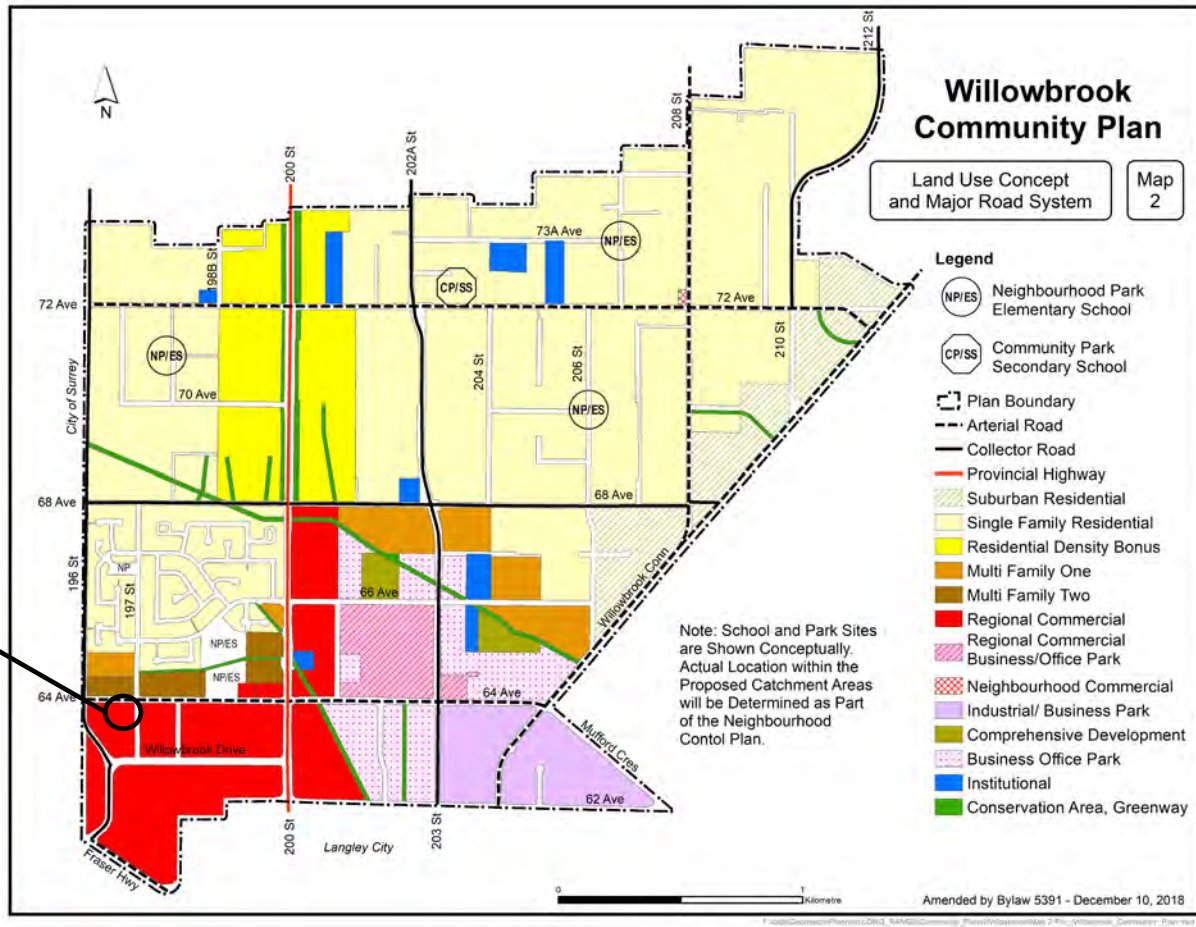 Willowbrook
Community Plan
Land Use Concept
and Major Road System
Map
2
Legend
NP/ES
Neighbourhood Park
Elementary School
CP/SS
Community Park
Secondary School
Plan Boundary
Arterial Road
Collector Road
Provincial Highway
Suburban Residential
Single Family Residential
Residential Density Bonus
Multi Family One
Multi Family Two
Regional Commercial
Regional Commercial
Business/Office Park
Neighbourhood Commercial
Industrial/ Business Park
Comprehensive Development
Business Office Park
Institutional
Conservation Area, Greenway
Note: School and Park Sites
are Shown Conceptually.
Actual Location within the
Proposed Catchment Areas
will be Determined as Part
of the Neighbourhood
Contol Plan.
N
212 St
208 St
202A St
200 St
198B St
73A Ave
NP/ES
CP/SS
72 Ave
72 Ave
210 St
City of Surrey
NP/ES
204 St
206 St
NP/ES
70 Ave
68 Ave
68 Ave
196 St
NP
197 St
66 Ave
Willowbrook Conn
NP/ES
NP/ES
64 Ave
64 Ave
Willowbrook Drive
Mufford Cres
62 Ave
200 St
203 St
Langley City
Fraser Hwy
0
1
Kilometre
Amended by Bylaw 5391 - December 10, 2018